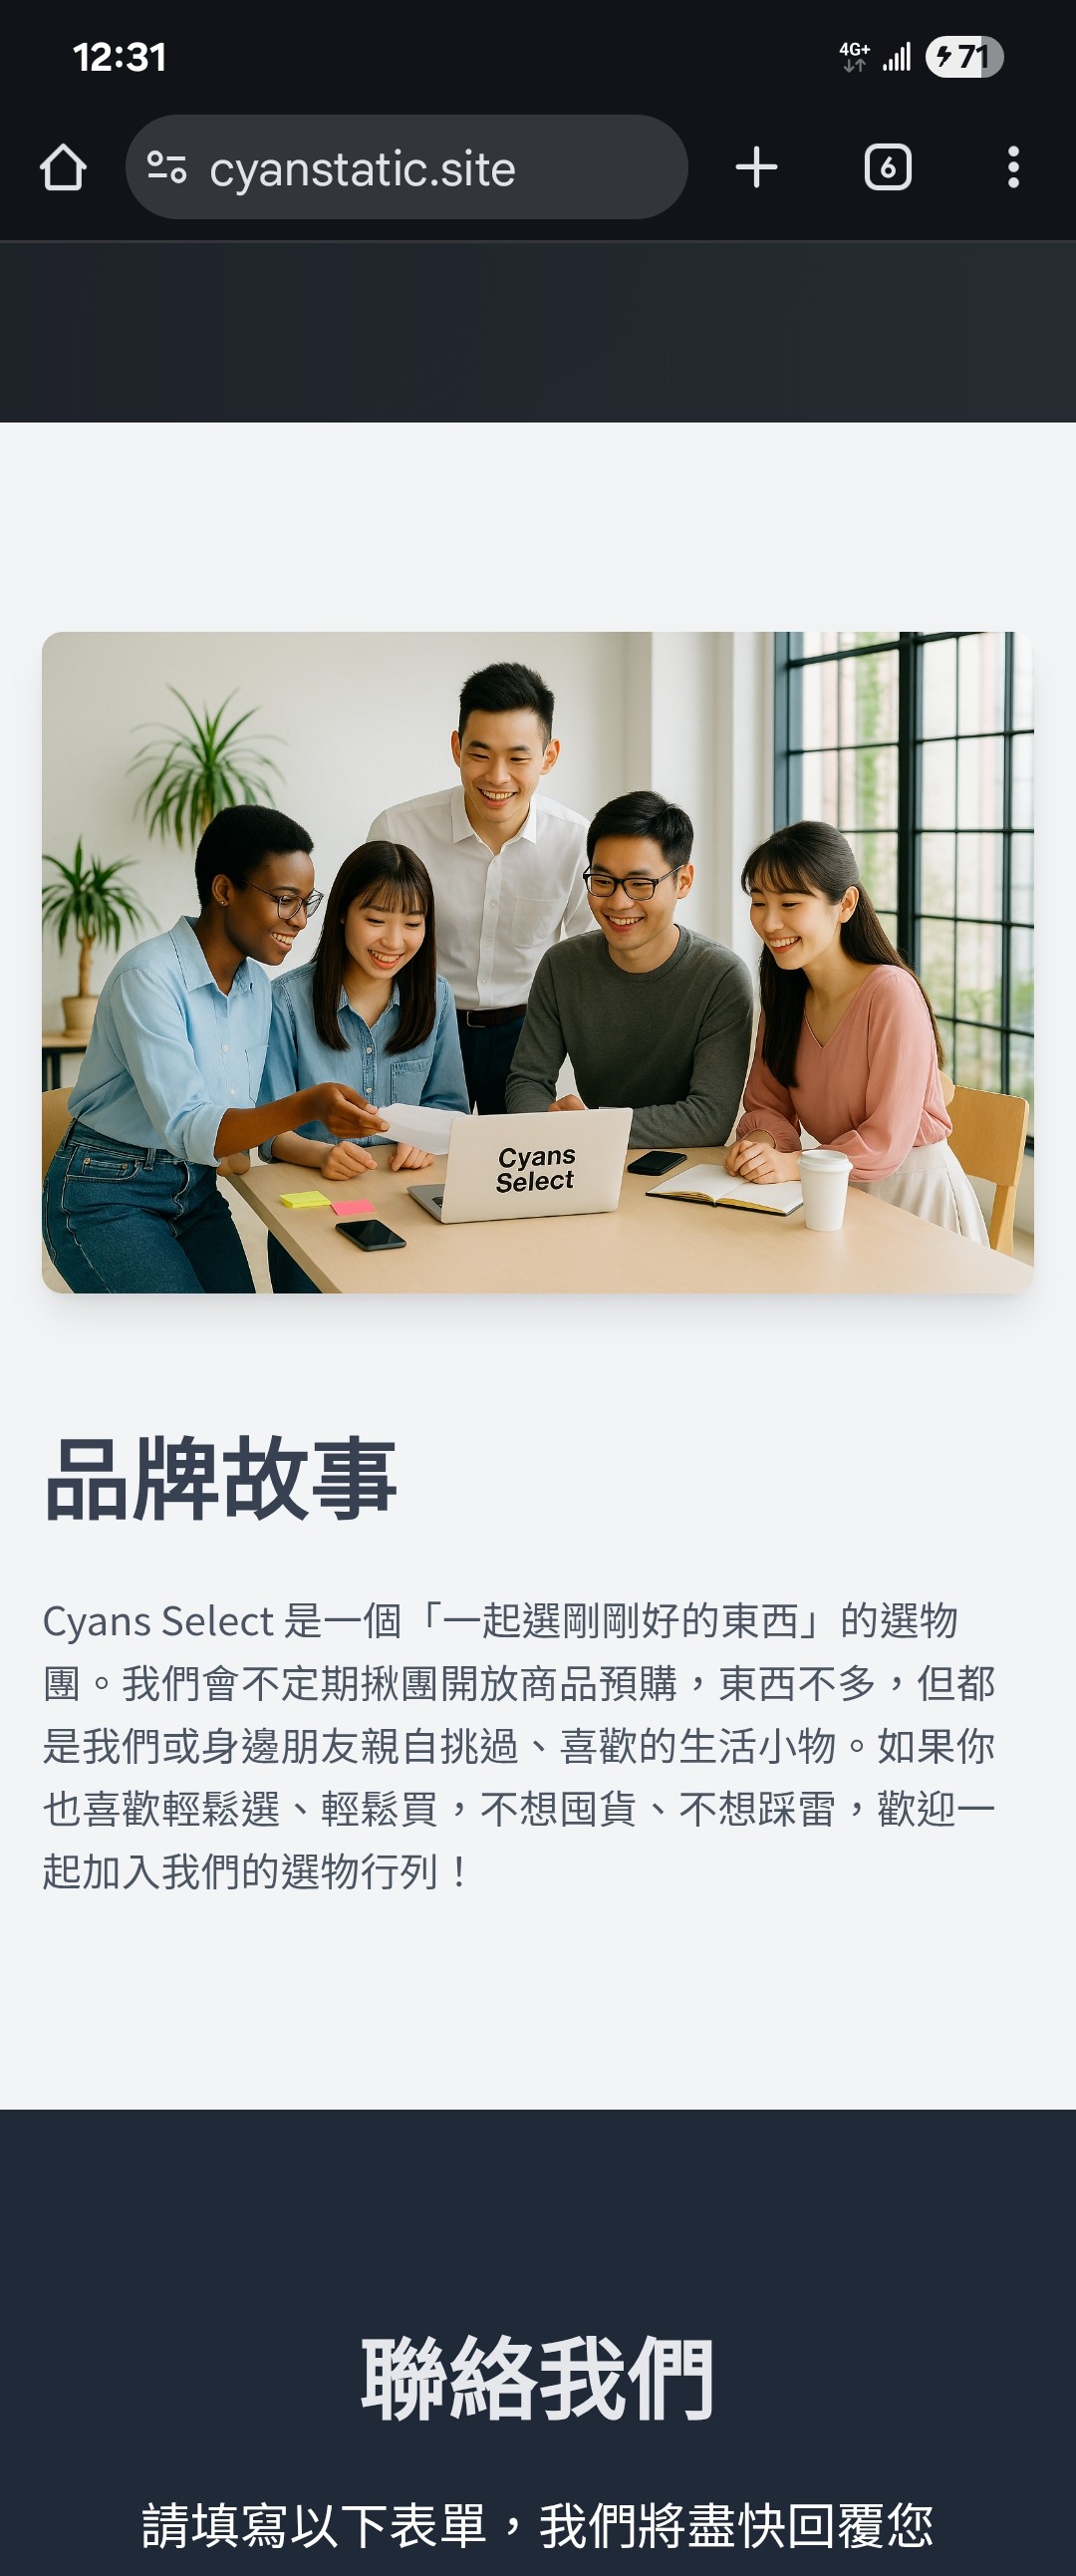 12:31
4G+
71
cyanstatic.site
6
Cyans
Select
品牌故事
Cyans Select 是一個「一起選剛剛好的東西」的選物
團。我們會不定期揪團開放商品預購，東西不多，但都
是我們或身邊朋友親自挑過、喜歡的生活小物。如果你
也喜歡輕鬆選、輕鬆買，不想囤貨、不想踩雷，歡迎一
起加入我們的選物行列！
聯絡我們
請填寫以下表單，我們將盡快回覆您